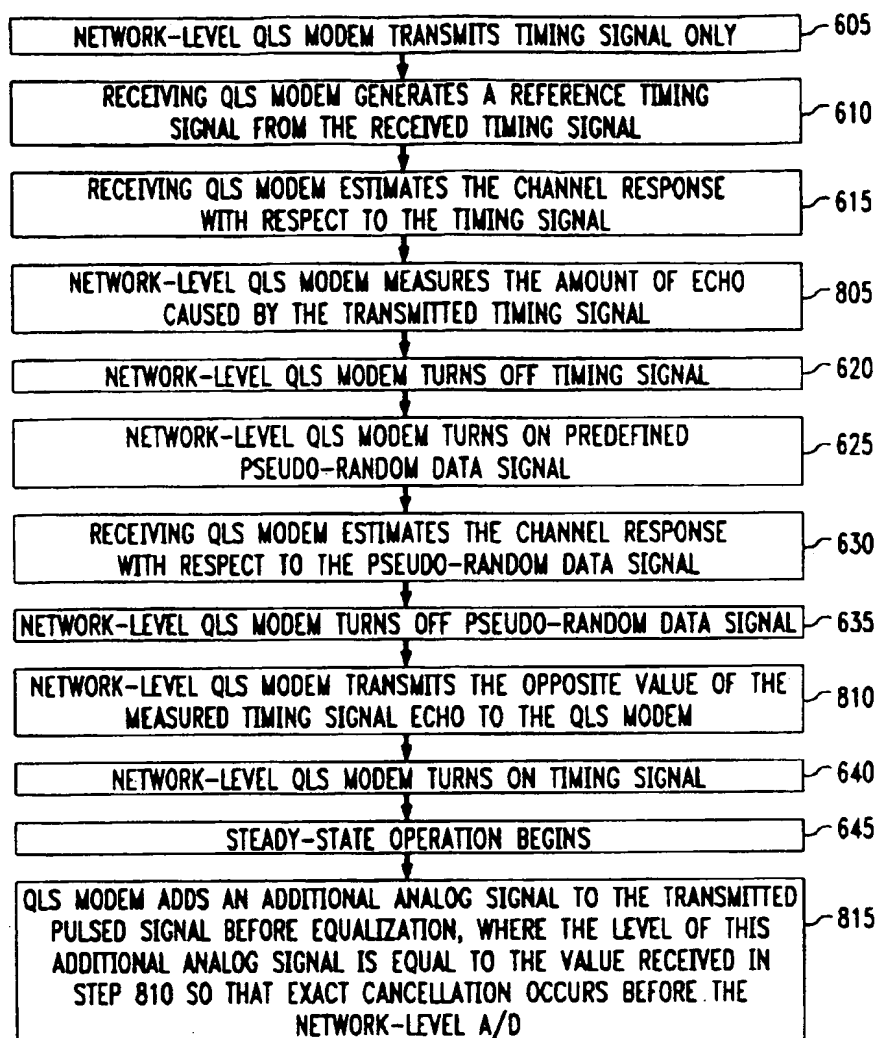 NETWORK-LEVEL QLS MODEM TRANSMITS TIMING SIGNAL ONLY
605
RECEIVING QLS MODEM GENERATES A REFERENCE TIMING
SIGNAL FROM THE RECEIVED TIMING SIGNAL
610
RECEIVING QLS MODEM ESTIMATES THE CHANNEL RESPONSE
WITH RESPECT TO THE TIMING SIGNAL
615
NETWORK-LEVEL QLS MODEM MEASURES THE AMOUNT OF ECHO
CAUSED BY THE TRANSMITTED TIMING SIGNAL
805
NETWORK-LEVEL QLS MODEM TURNS OFF TIMING SIGNAL
620
NETWORK-LEVEL QLS MODEM TURNS ON PREDEFINED
PSEUDO-RANDOM DATA SIGNAL
625
RECEIVING QLS MODEM ESTIMATES THE CHANNEL RESPONSE
WITH RESPECT TO THE PSEUDO-RANDOM DATA SIGNAL
630
NETWORK-LEVEL QLS MODEM TURNS OFF PSEUDO-RANDOM DATA SIGNAL
635
NETWORK-LEVEL QLS MODEM TRANSMITS THE OPPOSITE VALUE OF THE
MEASURED TIMING SIGNAL ECHO TO THE QLS MODEM
810
NETWORK-LEVEL QLS MODEM TURNS ON TIMING SIGNAL
640
STEADY-STATE OPERATION BEGINS
645
QLS MODEM ADDS AN ADDITIONAL ANALOG SIGNAL TO THE TRANSMITTED
PULSED SIGNAL BEFORE EQUALIZATION, WHERE THE LEVEL OF THIS
ADDITIONAL ANALOG SIGNAL IS EQUAL TO THE VALUE RECEIVED IN
STEP 810 SO THAT EXACT CANCELLATION OCCURS BEFORE THE
NETWORK-LEVEL A/D
815